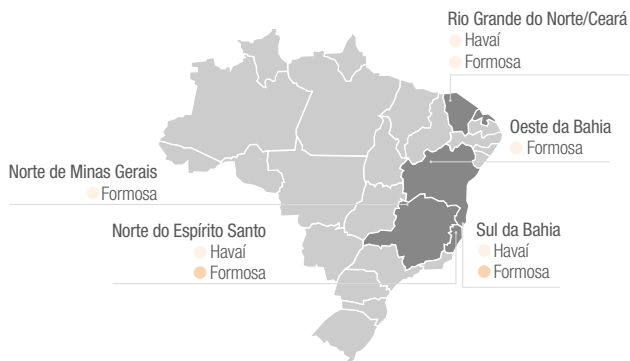 Rio Grande do Norte/Ceará
Havaí
Formosa
Oeste da Bahia
Formosa
Norte de Minas Gerais
Formosa
Norte do Espírito Santo
Havaí
Formosa
Sul da Bahia
Havaí
Formosa